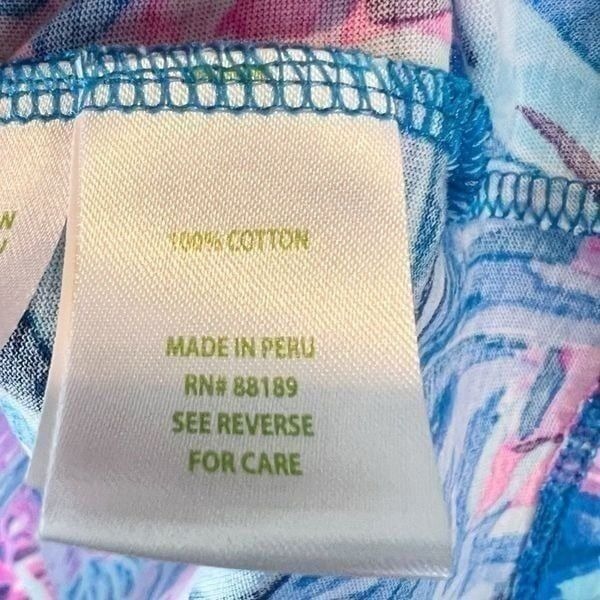 100% COTTON
MADE IN PERU
RN# 88189
SEE REVERSE
FOR CARE